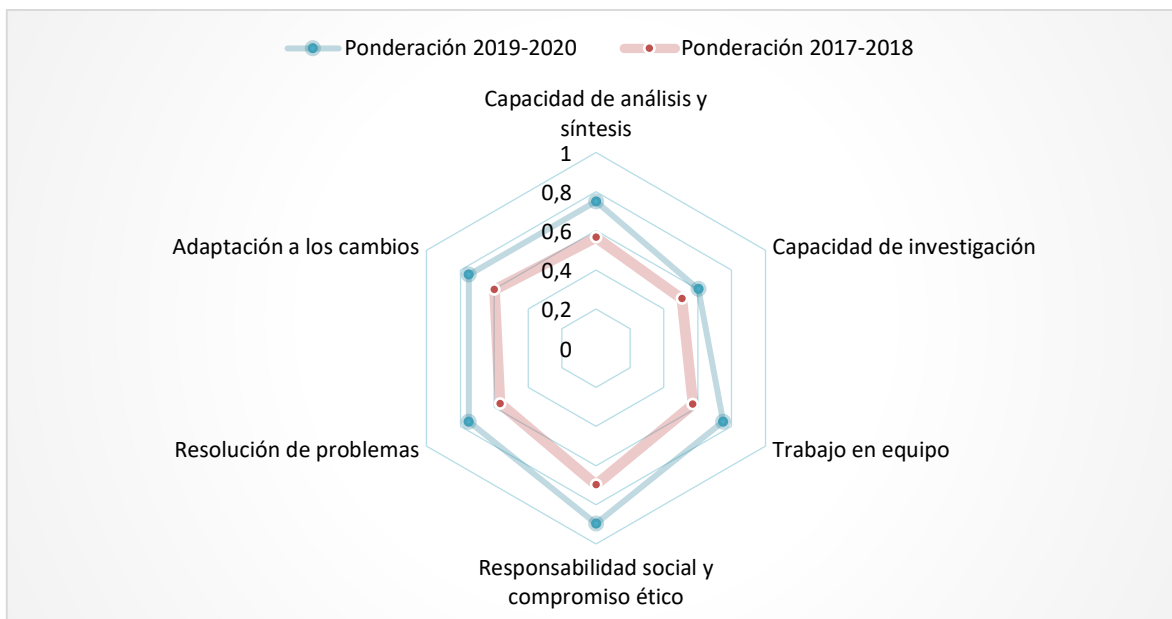 Ponderación 2019-2020
Ponderación 2017-2018
Capacidad de análisis y
síntesis
1
0,8
0,6
0,4
0,2
0
Capacidad de investigación
Trabajo en equipo
Responsabilidad social y
compromiso ético
Resolución de problemas
Adaptación a los cambios